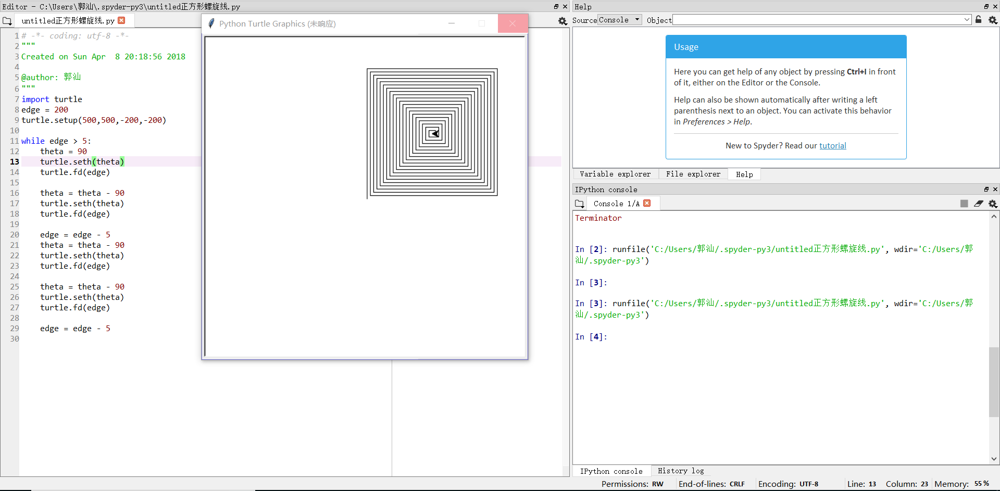 Editor - C:\Users\郭汕\.spyder-py3\untitled正方形螺旋线.py
untitled正方形螺旋线.py
1 # -*- coding: utf-8 -*-
2 """
3 Created on Sun Apr  8 20:18:56 2018
4
5 @author: 郭汕
6 """
7 import turtle
8 edge = 200
9 turtle.setup(500,500,-200,-200)
10
11 while edge > 5:
12     theta = 90
13     turtle.seth(theta)
14     turtle.fd(edge)
15
16     theta = theta - 90
17     turtle.seth(theta)
18     turtle.fd(edge)
19
20     edge = edge - 5
21     theta = theta - 90
22     turtle.seth(theta)
23     turtle.fd(edge)
24
25     theta = theta - 90
26     turtle.seth(theta)
27     turtle.fd(edge)
28
29     edge = edge - 5
30
Python Turtle Graphics (未响应)
Help
Source Console Object
Usage
Here you can get help of any object by pressing Ctrl+I in front
of it, either on the Editor or the Console.
Help can also be shown automatically after writing a left
parenthesis next to an object. You can activate this behavior
in Preferences > Help.
New to Spyder? Read our tutorial
Variable explorer File explorer Help
IPython console
Console 1/A
Terminator
In [2]: runfile('C:/Users/郭汕/.spyder-py3/untitled正方形螺旋线.py', wdir='C:/Users/郭
汕/.spyder-py3')
In [3]:
In [3]: runfile('C:/Users/郭汕/.spyder-py3/untitled正方形螺旋线.py', wdir='C:/Users/郭
汕/.spyder-py3')
In [4]:
IPython console History log
Permissions: RW End-of-lines: CRLF Encoding: UTF-8 Line: 13 Column: 23 Memory: 55 %